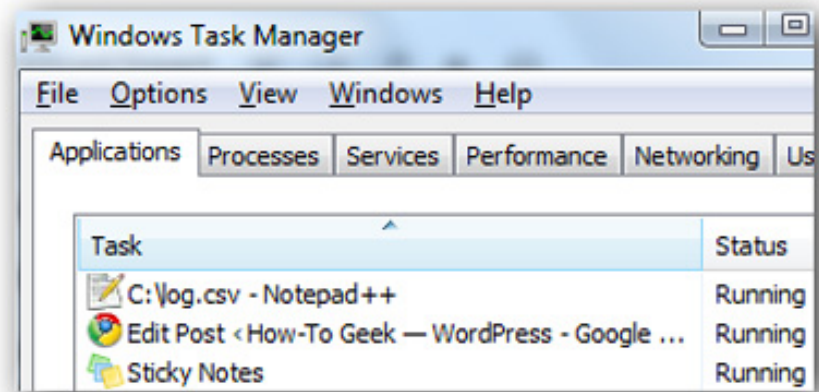 Windows Task Manager
File Options View Windows Help
Applications Processes Services Performance Networking Us
Task Status
C:\log.csv - Notepad++ Running
Edit Post ‹ How-To Geek — WordPress - Google ... Running
Sticky Notes Running